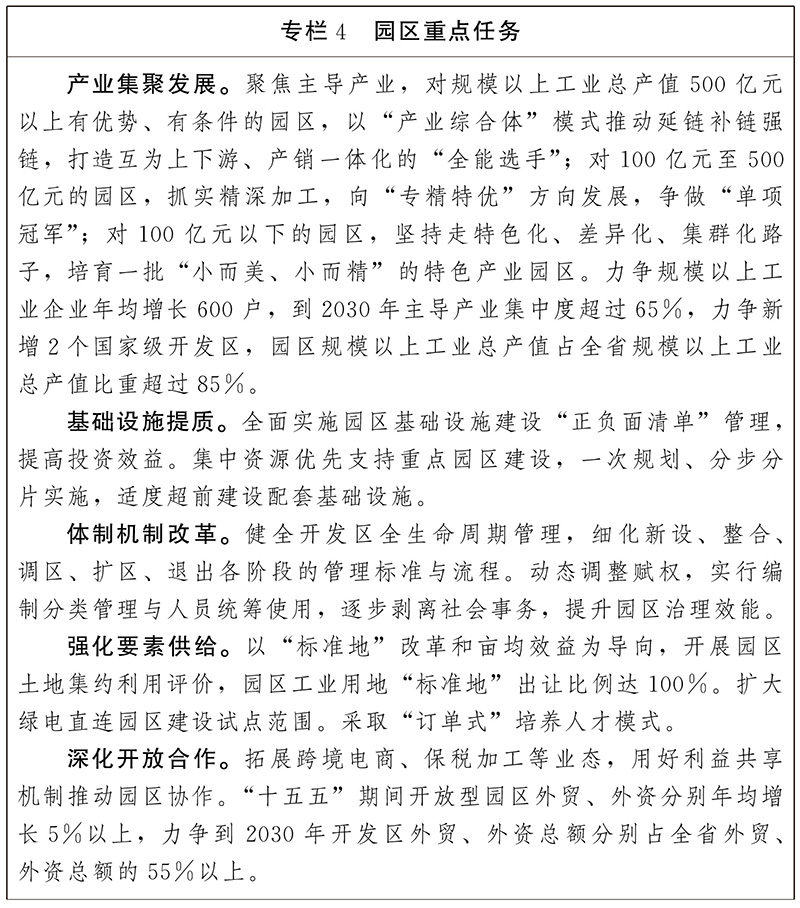 专栏4 园区重点任务
产业集聚发展。聚焦主导产业，对规模以上工业总产值500亿元
以上有优势、有条件的园区，以“产业综合体”模式推动延链补链强
链，打造互为上下游、产销一体化的“全能选手”；对100亿元至500
亿元的园区，抓实精深加工，向“专精特优”方向发展，争做“单项
冠军”；对100亿元以下的园区，坚持走特色化、差异化、集群化路
子，培育一批“小而美、小而精”的特色产业园区。力争规模以上工
业企业年均增长600户，到2030年主导产业集中度超过65%，力争新
增2个国家级开发区，园区规模以上工业总产值占全省规模以上工业
总产值比重超过85%。
基础设施提质。全面实施园区基础设施建设“正负面清单”管理，
提高投资效益。集中资源优先支持重点园区建设，一次规划、分步分
片实施，适度超前建设配套基础设施。
体制机制改革。健全开发区全生命周期管理，细化新设、整合、
调区、扩区、退出各阶段的管理标准与流程。动态调整赋权，实行编
制分类管理与人员统筹使用，逐步剥离社会事务，提升园区治理效能。
强化要素供给。以“标准地”改革和亩均效益为导向，开展园区
土地集约利用评价，园区工业用地“标准地”出让比例达100%。扩大
绿电直连园区建设试点范围。采取“订单式”培养人才模式。
深化开放合作。拓展跨境电商、保税加工等业态，用好利益共享
机制推动园区协作。“十五五”期间开放型园区外贸、外资分别年均增
长5%以上，力争到2030年开发区外贸、外资总额分别占全省外贸、
外资总额的55%以上。